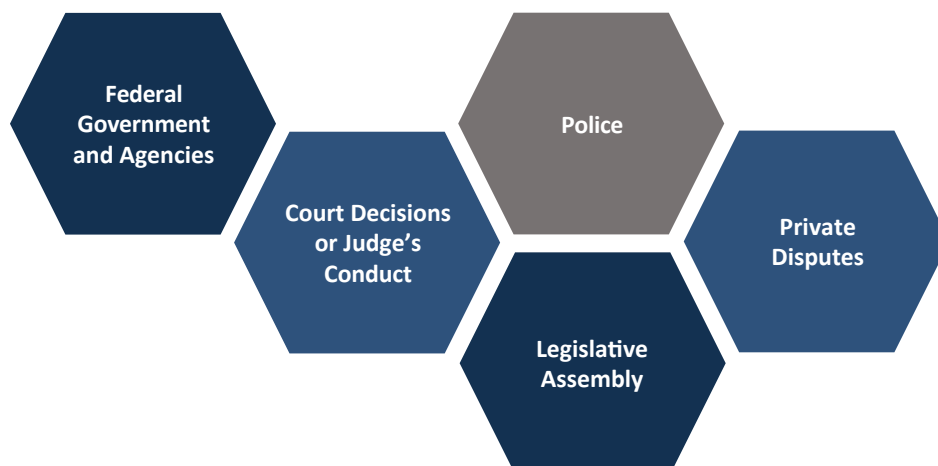 Federal
Government
and Agencies
Police
Court Decisions
or Judge’s
Conduct
Private
Disputes
Legislative
Assembly